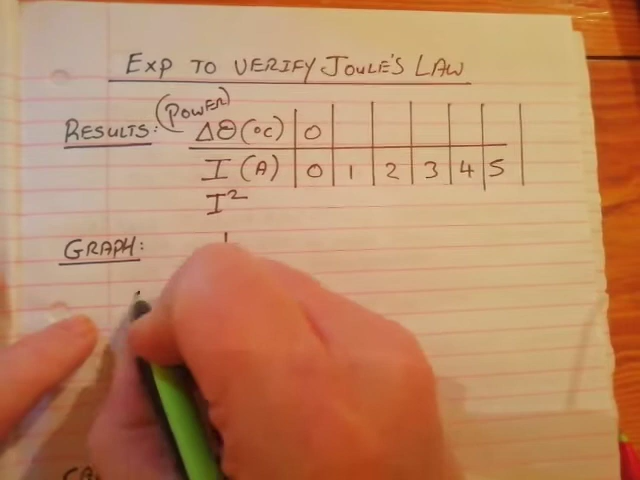 EXP TO VERIFY JOULE'S LAW
(POWER)
RESULTS: Δθ(°C) 0
I (A) 0 1 2 3 4 5
I²
GRAPH: